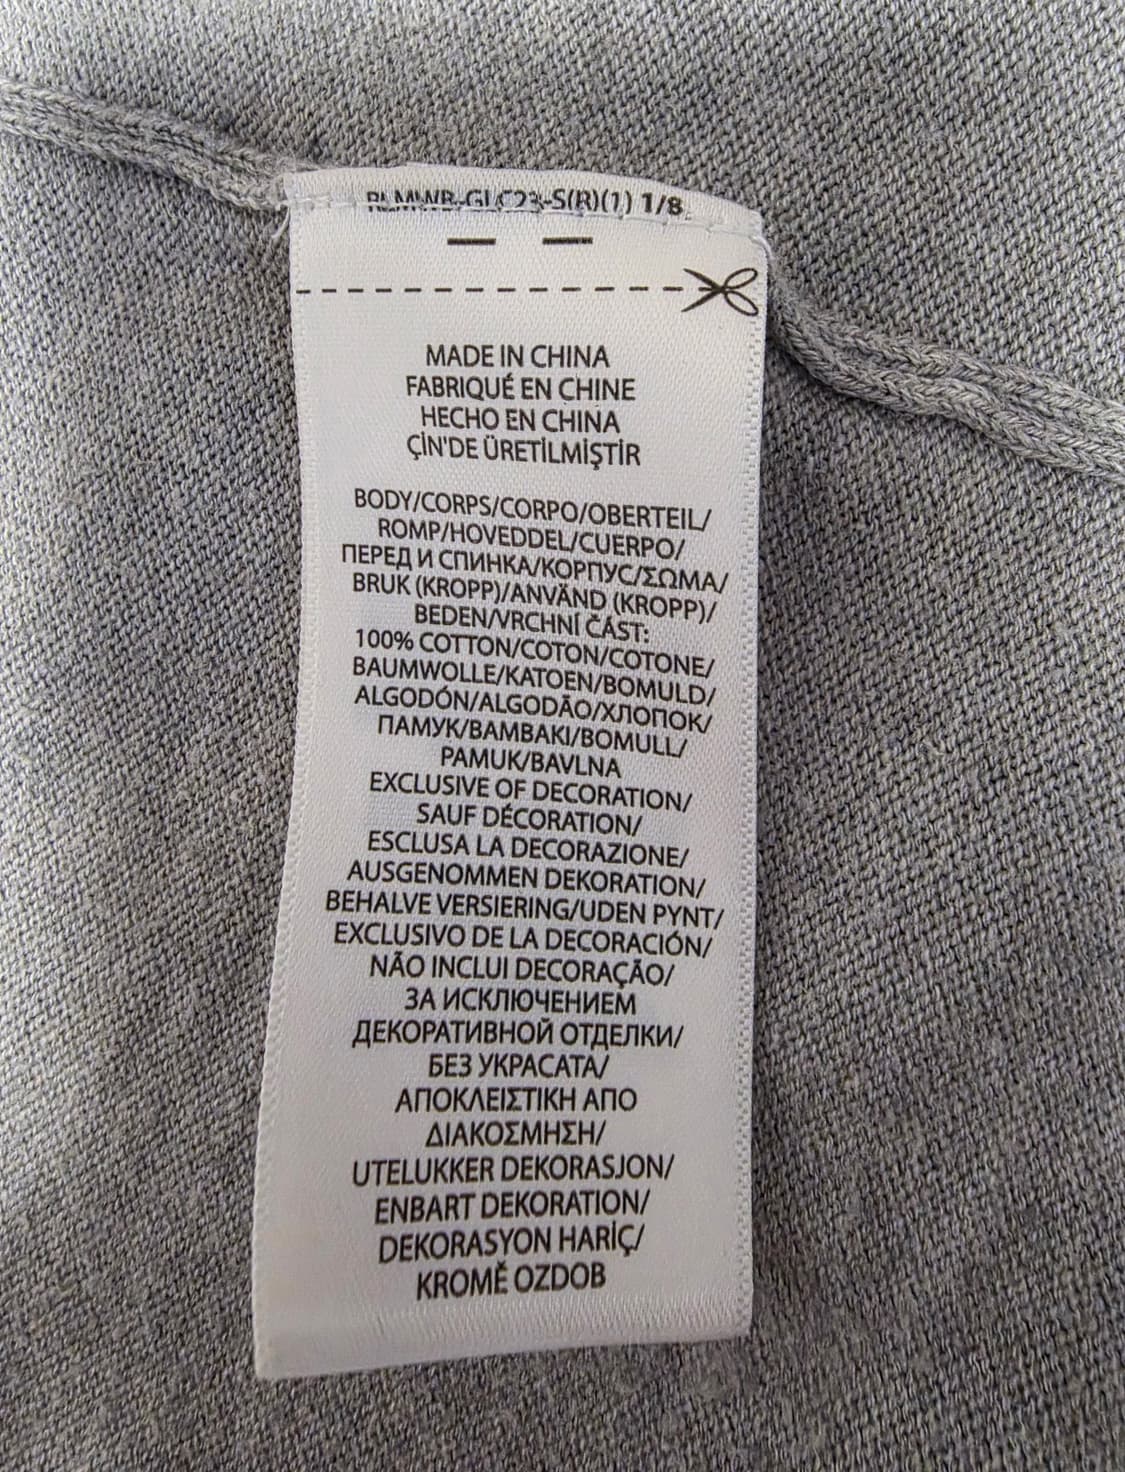 1/8
MADE IN CHINA
FABRIQUÉ EN CHINE
HECHO EN CHINA
ÇİN'DE ÜRETİLMİŞTİR
BODY/CORPS/CORPO/OBERTEIL/
ROMP/HOVEDDEL/CUERPO/
ПЕРЕД И СПИНКА/КОРПУС/ΣΩΜΑ/
BRUK (KROPP)/ANVÄND (KROPP)/
BEDEN/VRCHNÍ ČÁST:
100% COTTON/COTON/COTONE/
BAUMWOLLE/KATOEN/BOMULD/
ALGODÓN/ALGODÃO/ХЛОПОК/
ПАМУК/ΒΑΜΒΑΚΙ/BOMULL/
PAMUK/BAVLNA
EXCLUSIVE OF DECORATION/
SAUF DÉCORATION/
ESCLUSA LA DECORAZIONE/
AUSGENOMMEN DEKORATION/
BEHALVE VERSIERING/UDEN PYNT/
EXCLUSIVO DE LA DECORACIÓN/
NÃO INCLUI DECORAÇÃO/
ЗА ИСКЛЮЧЕНИЕМ
ДЕКОРАТИВНОЙ ОТДЕЛКИ/
БЕЗ УКРАСАТА/
ΑΠΟΚΛΕΙΣΤΙΚΗ ΑΠΟ
ΔΙΑΚΟΣΜΗΣΗ/
UTELUKKER DEKORASJON/
ENBART DEKORATION/
DEKORASYON HARİÇ/
KROMĚ OZDOB